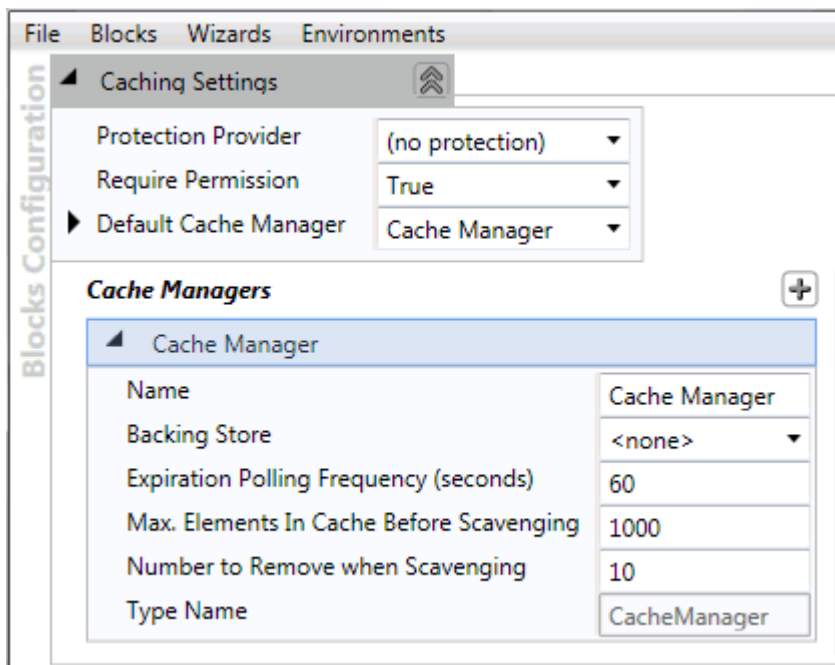 File Blocks Wizards Environments
Blocks Configuration
Caching Settings
Protection Provider (no protection)
Require Permission True
Default Cache Manager Cache Manager
Cache Managers
Cache Manager
Name Cache Manager
Backing Store <none>
Expiration Polling Frequency (seconds) 60
Max. Elements In Cache Before Scavenging 1000
Number to Remove when Scavenging 10
Type Name CacheManager